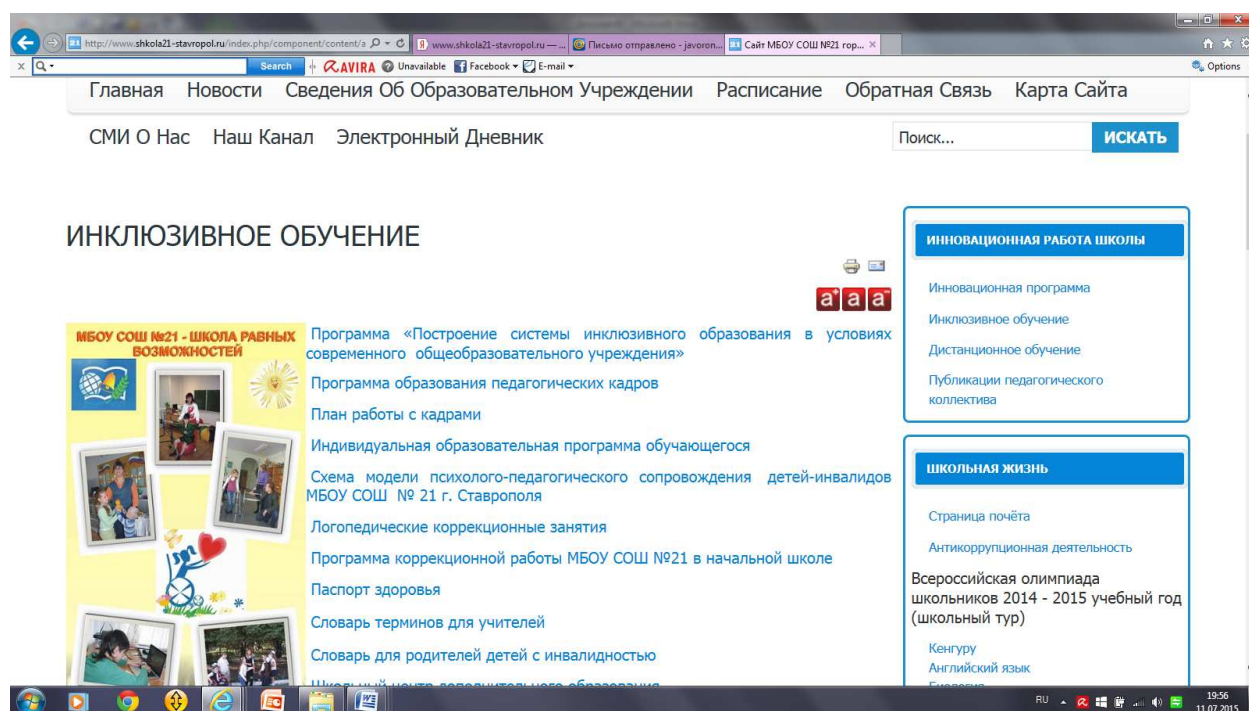 http://www.shkola21-stavropol.ru/index.php/component/content/a
www.shkola21-stavropol.ru — ...
Письмо отправлено - javoron...
Сайт МБОУ СОШ №21 гор...
Search
AVIRA
Unavailable
Facebook
E-mail
Options
Главная Новости Сведения Об Образовательном Учреждении Расписание Обратная Связь Карта Сайта
СМИ О Нас Наш Канал Электронный Дневник
Поиск...
ИСКАТЬ
ИНКЛЮЗИВНОЕ ОБУЧЕНИЕ
a+ a a-
МБОУ СОШ №21 - ШКОЛА РАВНЫХ
ВОЗМОЖНОСТЕЙ
Программа «Построение системы инклюзивного образования в условиях
современного общеобразовательного учреждения»
Программа образования педагогических кадров
План работы с кадрами
Индивидуальная образовательная программа обучающегося
Схема модели психолого-педагогического сопровождения детей-инвалидов
МБОУ СОШ № 21 г. Ставрополя
Логопедические коррекционные занятия
Программа коррекционной работы МБОУ СОШ №21 в начальной школе
Паспорт здоровья
Словарь терминов для учителей
Словарь для родителей детей с инвалидностью
Школьный центр дополнительного образования
ИННОВАЦИОННАЯ РАБОТА ШКОЛЫ
Инновационная программа
Инклюзивное обучение
Дистанционное обучение
Публикации педагогического
коллектива
ШКОЛЬНАЯ ЖИЗНЬ
Страница почёта
Антикоррупционная деятельность
Всероссийская олимпиада
школьников 2014 - 2015 учебный год
(школьный тур)
Кенгуру
Английский язык
Биология
RU
19:56
11.07.2015